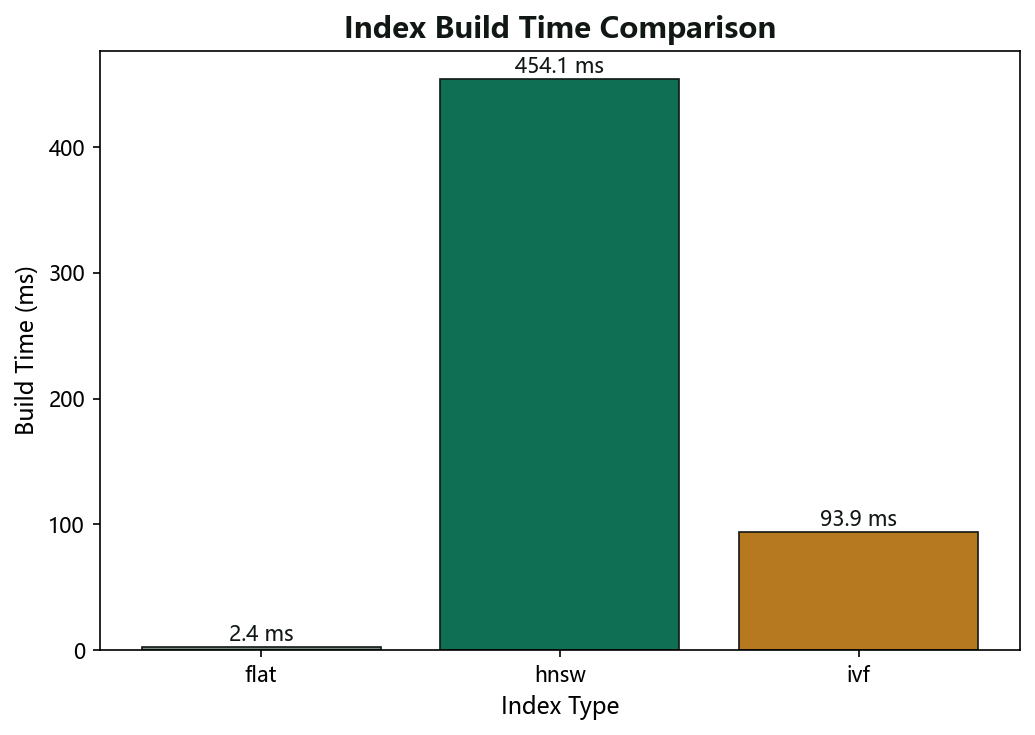 Index Build Time Comparison
454.1 ms
400
300
200
100
0
Build Time (ms)
93.9 ms
2.4 ms
flat
hnsw
ivf
Index Type